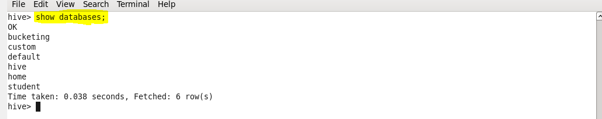 File Edit View Search Terminal Help
hive> show databases;
OK
bucketing
custom
default
hive
home
student
Time taken: 0.038 seconds, Fetched: 6 row(s)
hive>